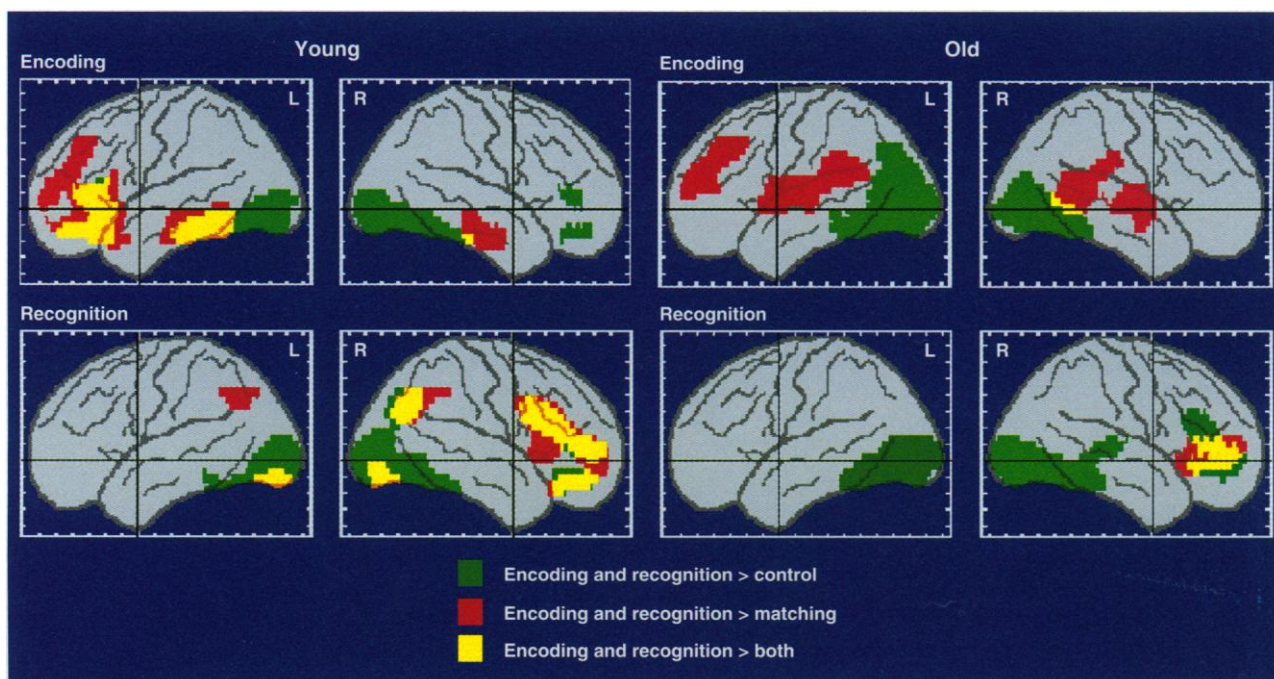 Young
Old
Encoding
Encoding
L
R
L
R
Recognition
Recognition
L
R
L
R
Encoding and recognition > control
Encoding and recognition > matching
Encoding and recognition > both